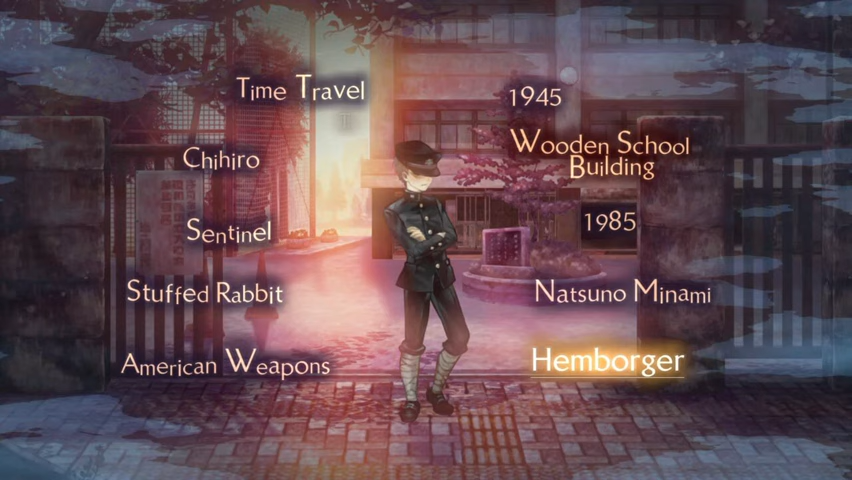 Time Travel
1945
Chihiro
Wooden School
Building
Sentinel
1985
Stuffed Rabbit
Natsuno Minami
American Weapons
Hemborger